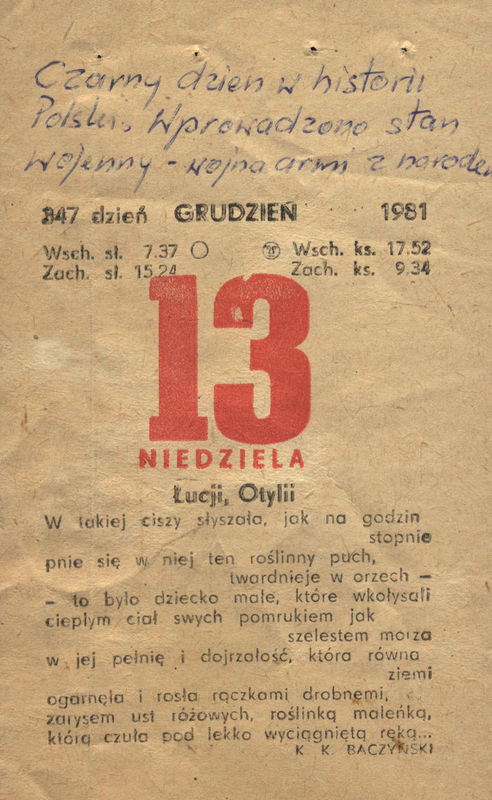 Czarny dzien w historii
Polski. Wprowadzono stan
wojenny - wojna armi z narodem
347 dzień GRUDZIEŃ 1981
Wsch. sł. 7.37 Wsch. ks. 17.52
Zach. sł. 15.24 Zach. ks. 9.34
13
NIEDZIELA
Łucji, Otylii
W takiej ciszy słyszała, jak na godzin
stopnie
pnie się w niej ten roślinny puch,
twardnieje w orzech —
— to było dziecko małe, które wkołysali
ciepłym ciał swych pomrukiem jak
szelestem morza
w jej pełnię i dojrzałość, która równa
ziemi
ogarnęła i rosła rączkami drobnemi,
zarysem ust różowych, roślinką maleńką,
którą czuła pod lekko wyciągniętą ręką...
K. K. BACZYŃSKI